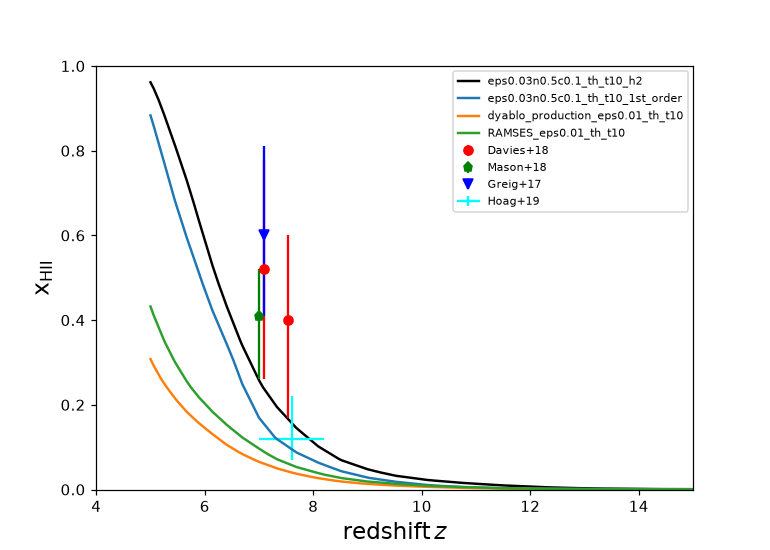 1.0
0.8
0.6
0.4
0.2
0.0
xHII
4 6 8 10 12 14
redshift z
eps0.03n0.5c0.1_th_t10_h2
eps0.03n0.5c0.1_th_t10_1st_order
dyablo_production_eps0.01_th_t10
RAMSES_eps0.01_th_t10
Davies+18
Mason+18
Greig+17
Hoag+19